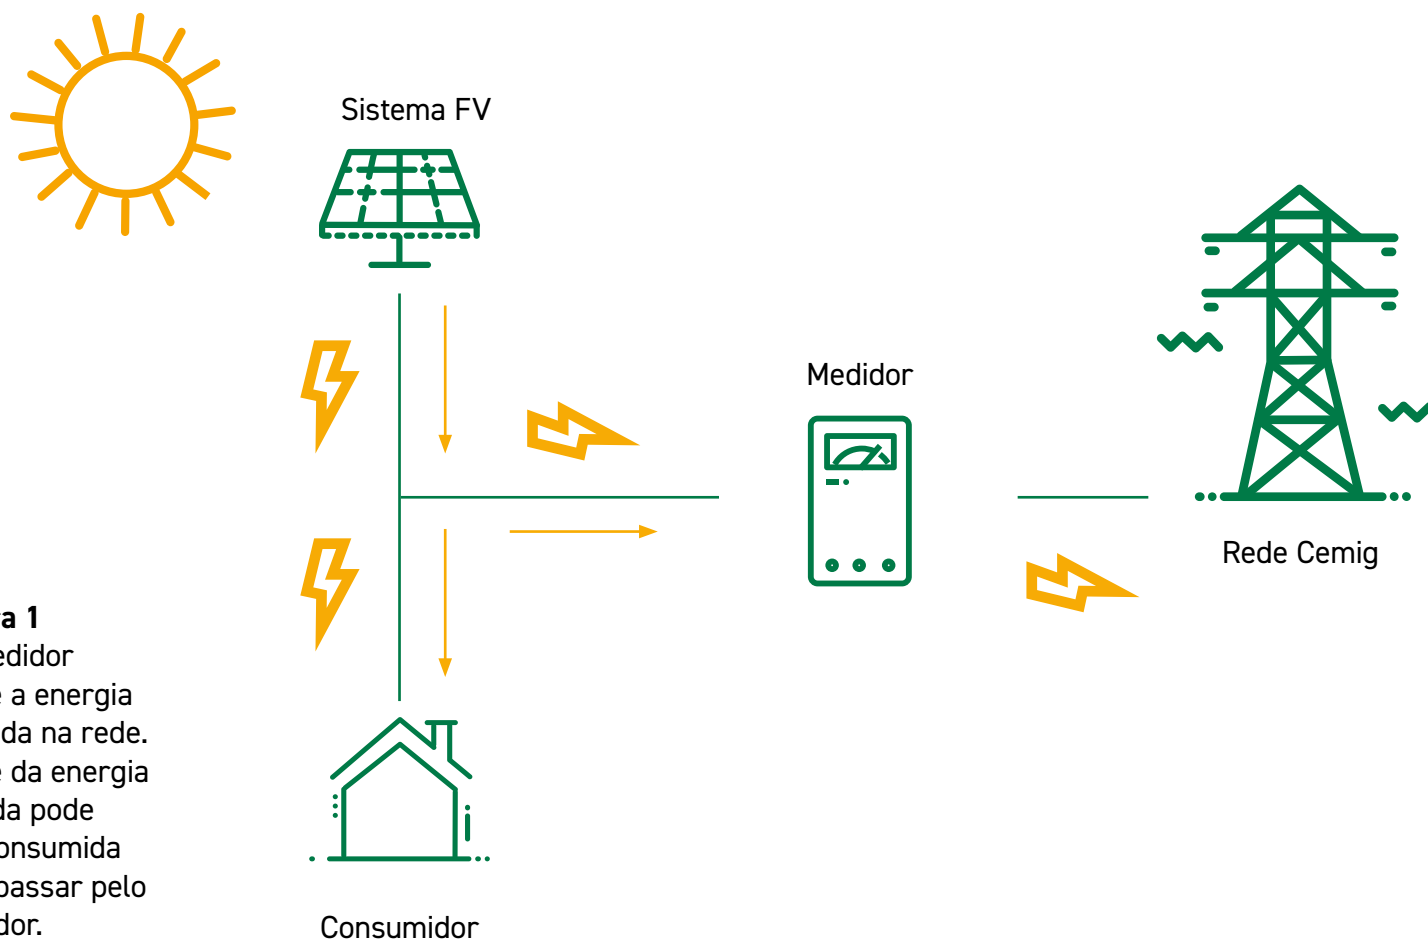 Sistema FV
Medidor
Rede Cemig
a 1
edidor
a energia
da na rede.
da energia
da pode
onsumida
passar pelo
dor.
Consumidor